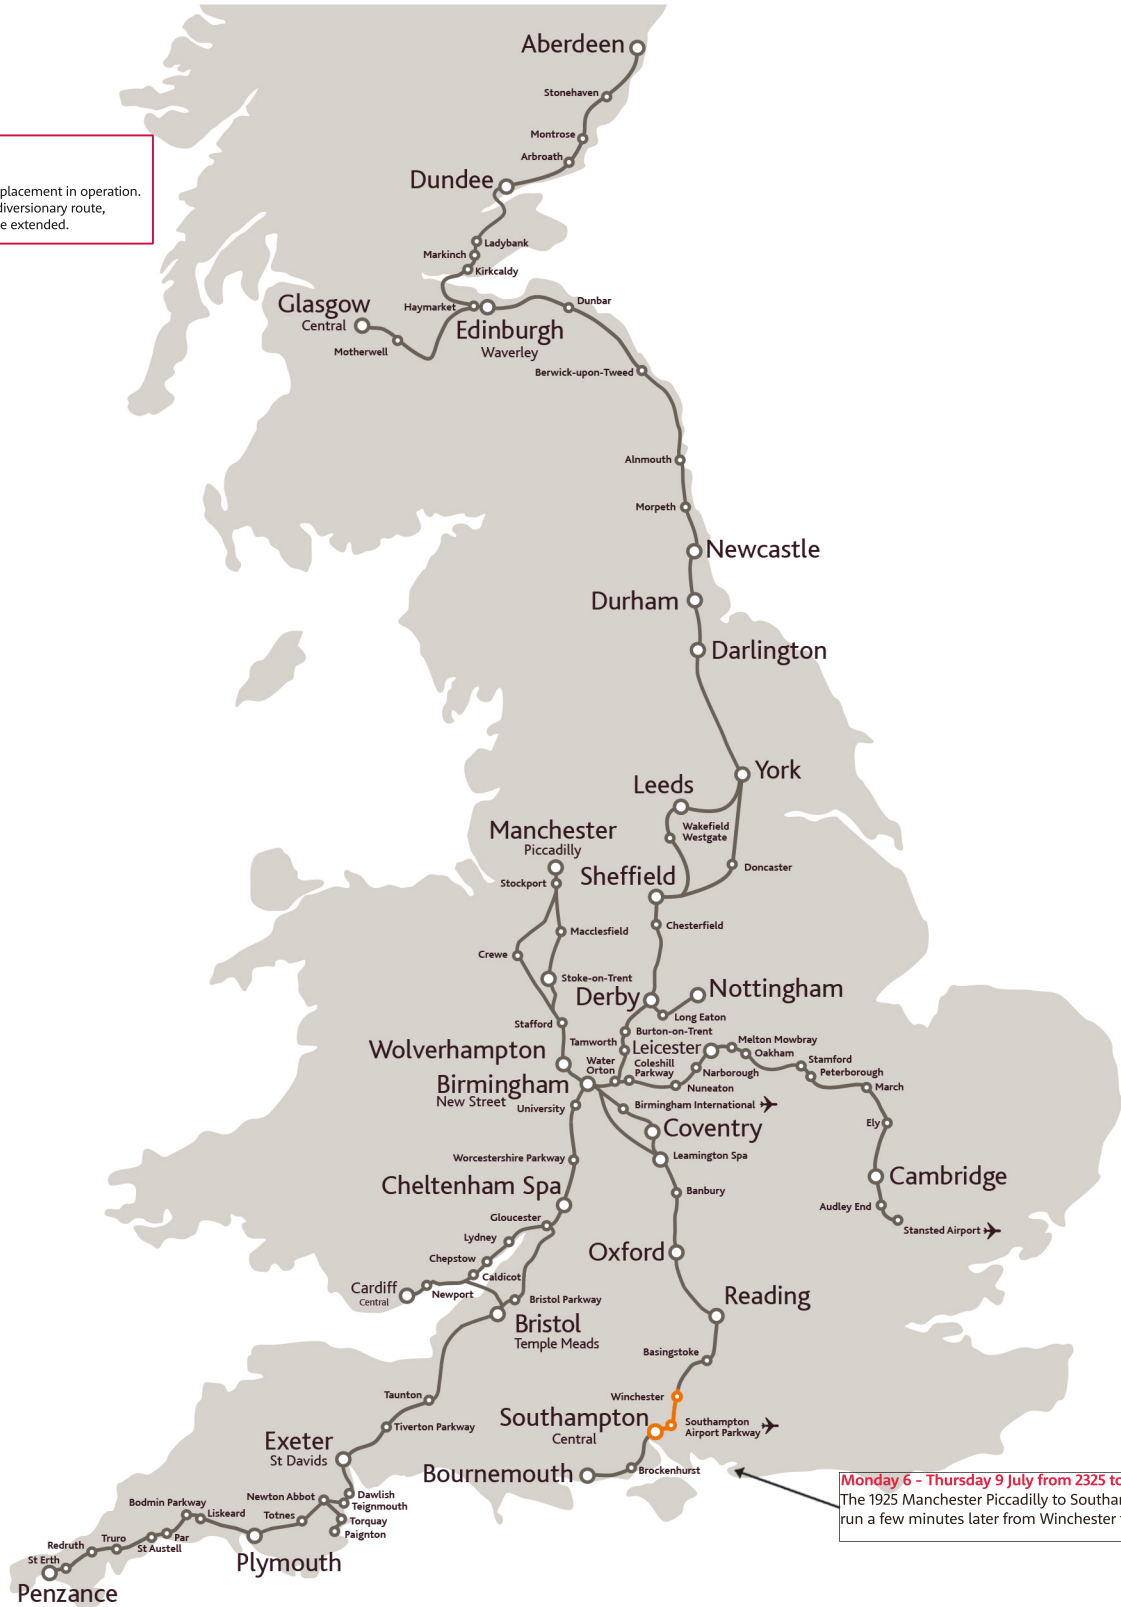 Aberdeen
Stonehaven
Montrose
Arbroath
Dundee
placement in operation.
diversionary route,
e extended.
Ladybank
Markinch
Kirkcaldy
Glasgow
Central
Haymarket
Dunbar
Edinburgh
Waverley
Motherwell
Berwick-upon-Tweed
Alnmouth
Morpeth
Newcastle
Durham
Darlington
York
Leeds
Wakefield
Westgate
Manchester
Piccadilly
Doncaster
Sheffield
Stockport
Chesterfield
Macclesfield
Crewe
Stoke-on-Trent
Derby
Nottingham
Long Eaton
Stafford
Burton-on-Trent
Tamworth
Leicester
Melton Mowbray
Oakham
Stamford
Peterborough
March
Wolverhampton
Water
Orton
Coleshill
Parkway
Narborough
Nuneaton
Birmingham
New Street
University
Birmingham International
Coventry
Ely
Leamington Spa
Worcestershire Parkway
Cheltenham Spa
Banbury
Cambridge
Audley End
Stansted Airport
Gloucester
Lydney
Chepstow
Caldicot
Oxford
Cardiff
Central
Newport
Bristol Parkway
Bristol
Temple Meads
Reading
Basingstoke
Taunton
Winchester
Tiverton Parkway
Southampton
Central
Southampton
Airport Parkway
Exeter
St Davids
Bournemouth
Brockenhurst
Monday 6 - Thursday 9 July from 2325 to
The 1925 Manchester Piccadilly to Southa
run a few minutes later from Winchester
Dawlish
Teignmouth
Newton Abbot
Torquay
Paignton
Totnes
Bodmin Parkway
Liskeard
Plymouth
Par
St Austell
Truro
Redruth
St Erth
Penzance